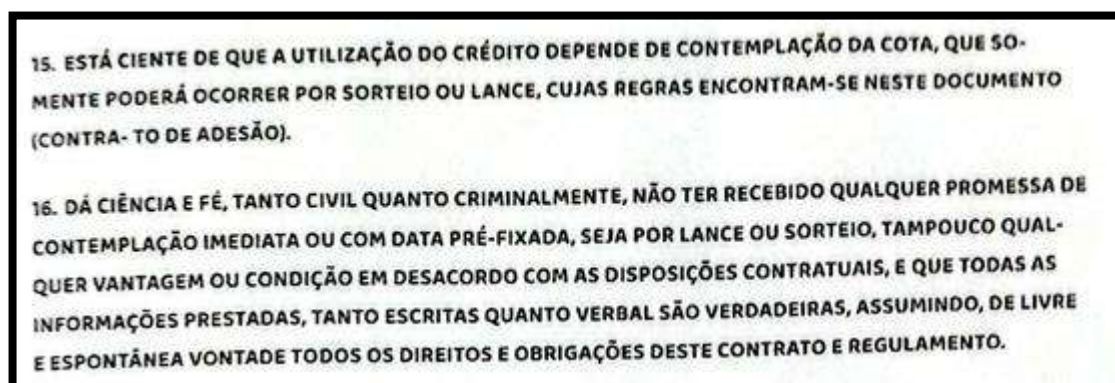 15. ESTÁ CIENTE DE QUE A UTILIZAÇÃO DO CRÉDITO DEPENDE DE CONTEMPLAÇÃO DA COTA, QUE SO-
MENTE PODERÁ OCORRER POR SORTEIO OU LANCE, CUJAS REGRAS ENCONTRAM-SE NESTE DOCUMENTO
(CONTRA- TO DE ADESÃO).
16. DÁ CIÊNCIA E FÉ, TANTO CIVIL QUANTO CRIMINALMENTE, NÃO TER RECEBIDO QUALQUER PROMESSA DE
CONTEMPLAÇÃO IMEDIATA OU COM DATA PRÉ-FIXADA, SEJA POR LANCE OU SORTEIO, TAMPOUCO QUAL-
QUER VANTAGEM OU CONDIÇÃO EM DESACORDO COM AS DISPOSIÇÕES CONTRATUAIS, E QUE TODAS AS
INFORMAÇÕES PRESTADAS, TANTO ESCRITAS QUANTO VERBAL SÃO VERDADEIRAS, ASSUMINDO, DE LIVRE
E ESPONTÂNEA VONTADE TODOS OS DIREITOS E OBRIGAÇÕES DESTE CONTRATO E REGULAMENTO.